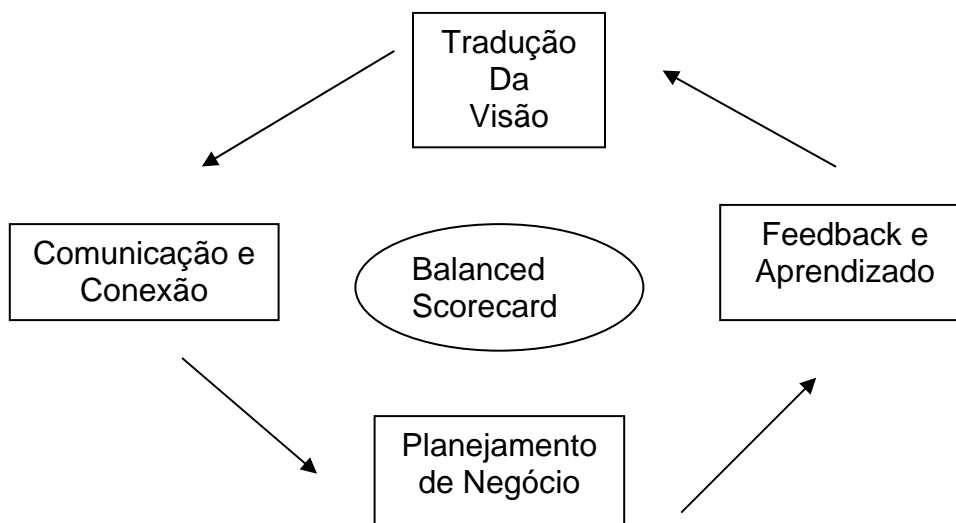 Tradução
Da
Visão
Comunicação e
Conexão
Balanced
Scorecard
Feedback e
Aprendizado
Planejamento
de Negócio